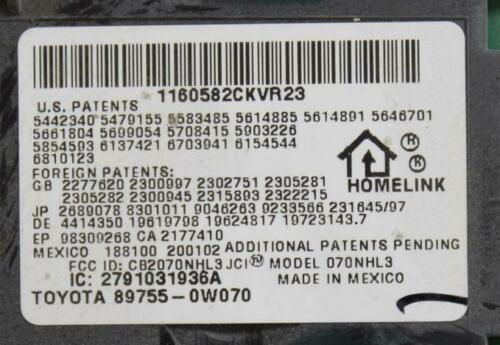 1160582CKVR23
U.S. PATENTS
5442340 5479155 5583485 5614885 5614891 5646701
5661804 5699054 5708415 5903226
5854593 6137421 6703941 6154544
6810123
FOREIGN PATENTS:
GB 2277620 2300997 2302751 2305281
2305282 2300945 2315893 2322215
JP 2689078 8301011 9046263 9233566 231645/97
DE 4414350 19619798 19624817 19723143.7
EP 98309268 CA 2177410
MEXICO 188100 200102 ADDITIONAL PATENTS PENDING
FCC ID: CB2070NHL3 JCI℠ MODEL 070NHL3
IC: 2791031936A MADE IN MEXICO
TOYOTA 89755-0W070
® ®
HOMELINK